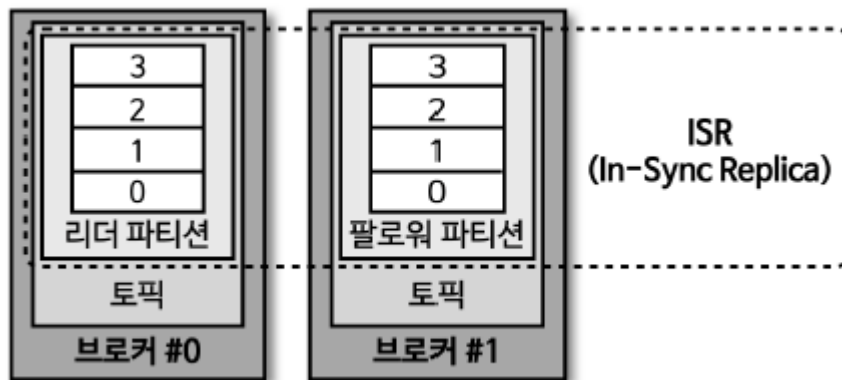 3
2
1
0
리더 파티션
토픽
브로커 #0
3
2
1
0
팔로워 파티션
토픽
브로커 #1
ISR
(In-Sync Replica)